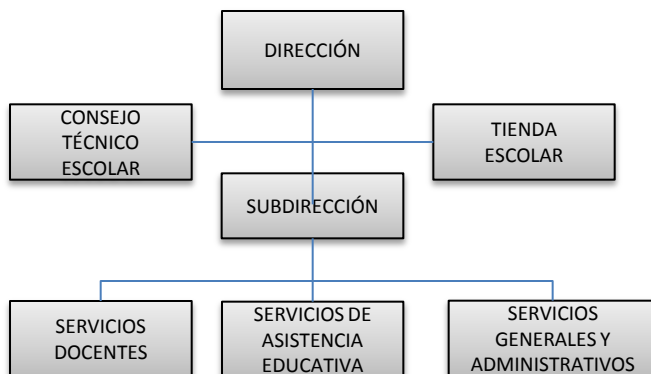 DIRECCIÓN
CONSEJO
TÉCNICO
ESCOLAR
TIENDA
ESCOLAR
SUBDIRECCIÓN
SERVICIOS
DOCENTES
SERVICIOS DE
ASISTENCIA
EDUCATIVA
SERVICIOS
GENERALES Y
ADMINISTRATIVOS